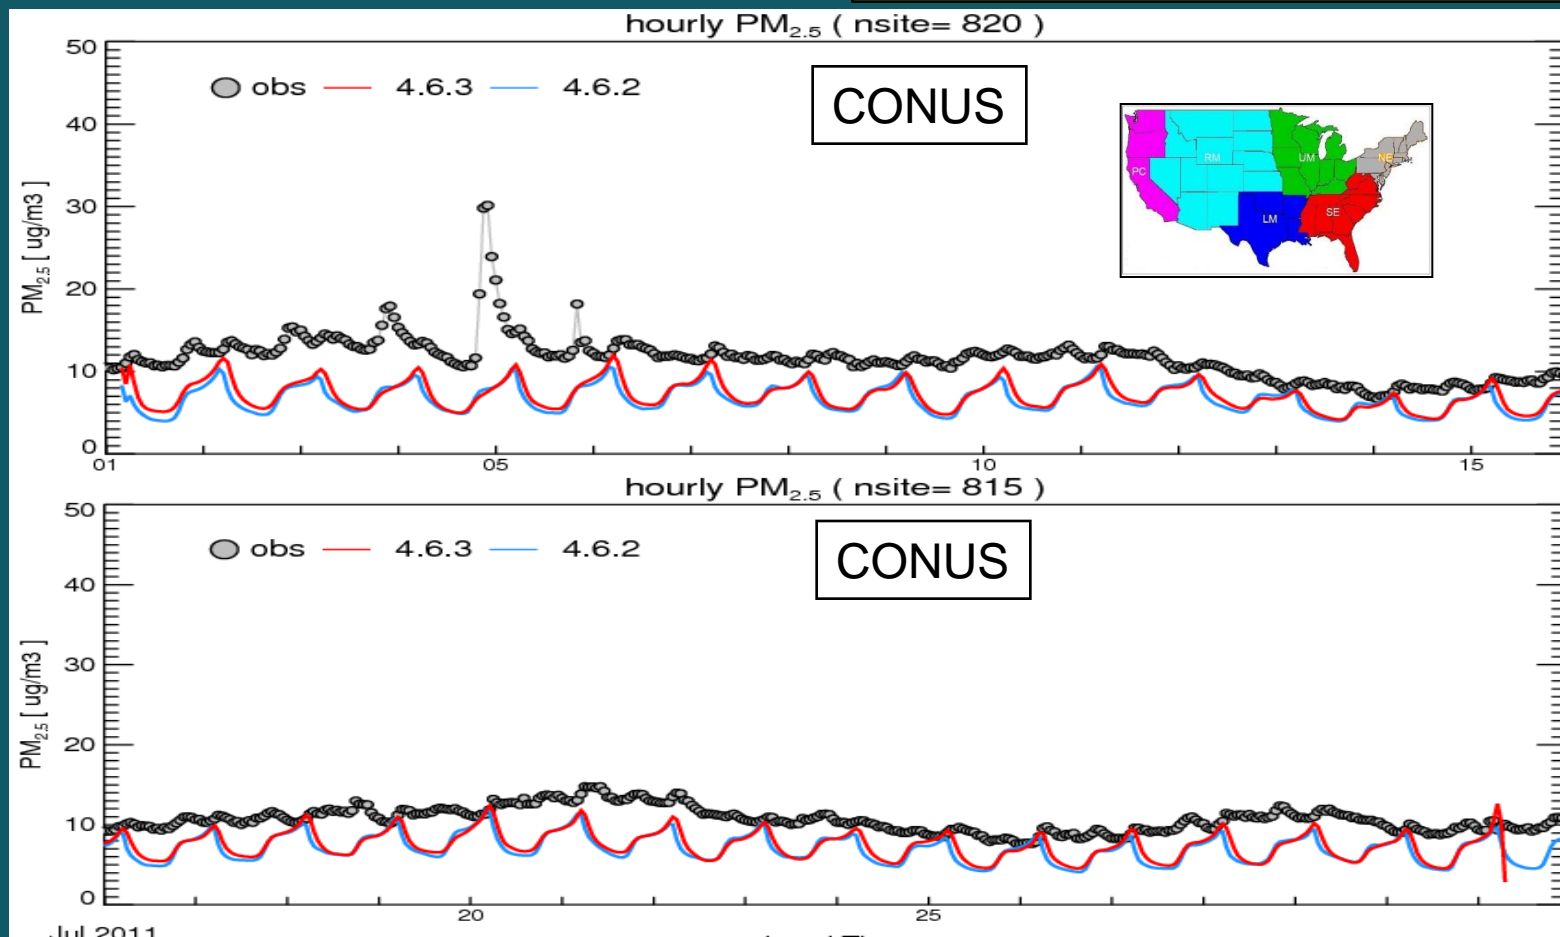 hourly PM2.5 ( nsite= 820 )
50
40
30
20
10
0
PM2.5 [ ug/m3 ]
obs 4.6.3 4.6.2
CONUS
PC
RM
UM
NE
LM
SE
01 05 10 15
hourly PM2.5 ( nsite= 815 )
50
40
30
20
10
0
PM2.5 [ ug/m3 ]
obs 4.6.3 4.6.2
CONUS
20 25
Jul 2011